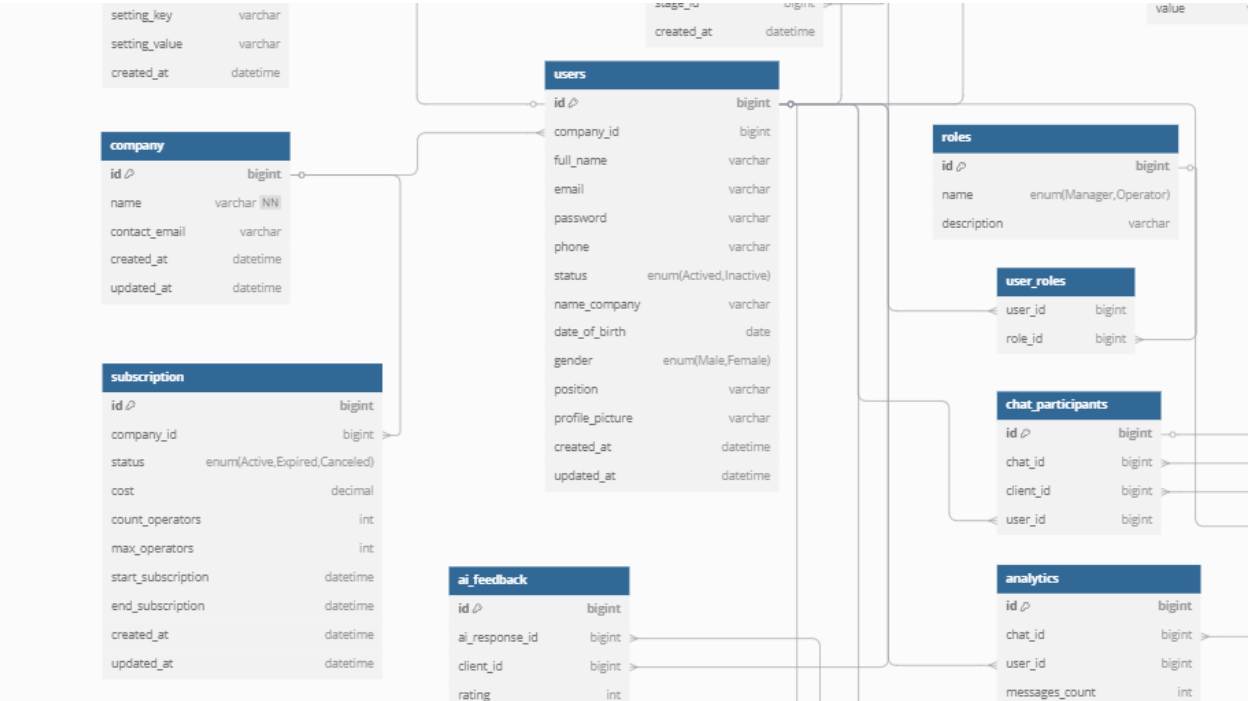 setting_key varchar
setting_value varchar
created_at datetime
stage_id bigint
created_at datetime
value
users
id bigint
company_id bigint
full_name varchar
email varchar
password varchar
phone varchar
status enum(Actived,Inactive)
name_company varchar
date_of_birth date
gender enum(Male,Female)
position varchar
profile_picture varchar
created_at datetime
updated_at datetime
company
id bigint
name varchar NN
contact_email varchar
created_at datetime
updated_at datetime
roles
id bigint
name enum(Manager,Operator)
description varchar
user_roles
user_id bigint
role_id bigint
subscription
id bigint
company_id bigint
status enum(Active,Expired,Canceled)
cost decimal
count_operators int
max_operators int
start_subscription datetime
end_subscription datetime
created_at datetime
updated_at datetime
chat_participants
id bigint
chat_id bigint
client_id bigint
user_id bigint
ai_feedback
id bigint
ai_response_id bigint
client_id bigint
rating int
analytics
id bigint
chat_id bigint
user_id bigint
messages_count int